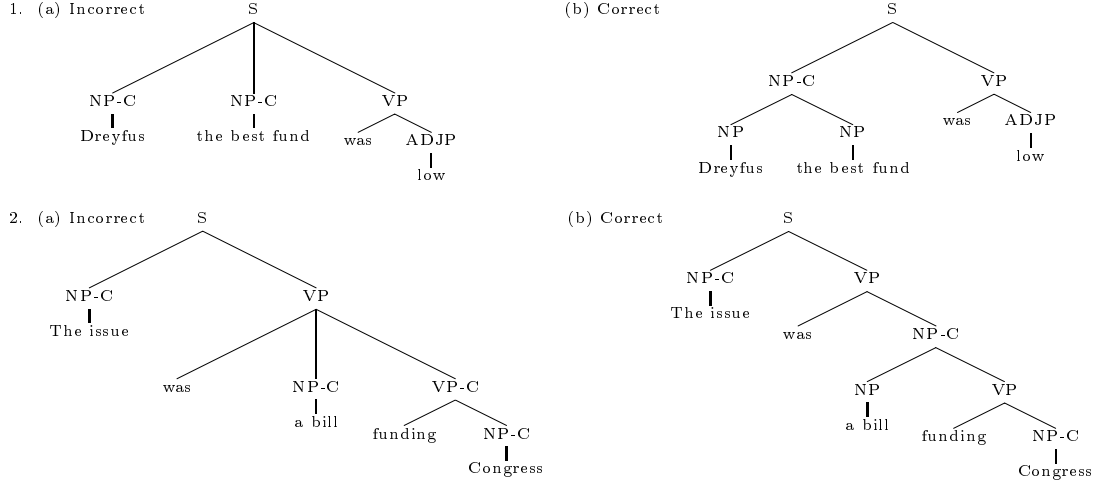 1. (a) Incorrect S (b) Correct S
NP-C VP
NP-C NP-C VP
was ADJP
Dreyfus the best fund was ADJP NP NP
low
Dreyfus the best fund
low
2. (a) Incorrect S (b) Correct S
NP-C VP
NP-C VP
The issue
The issue was NP-C
was NP-C VP-C NP VP
a bill a bill
funding NP-C funding NP-C
Congress Congress